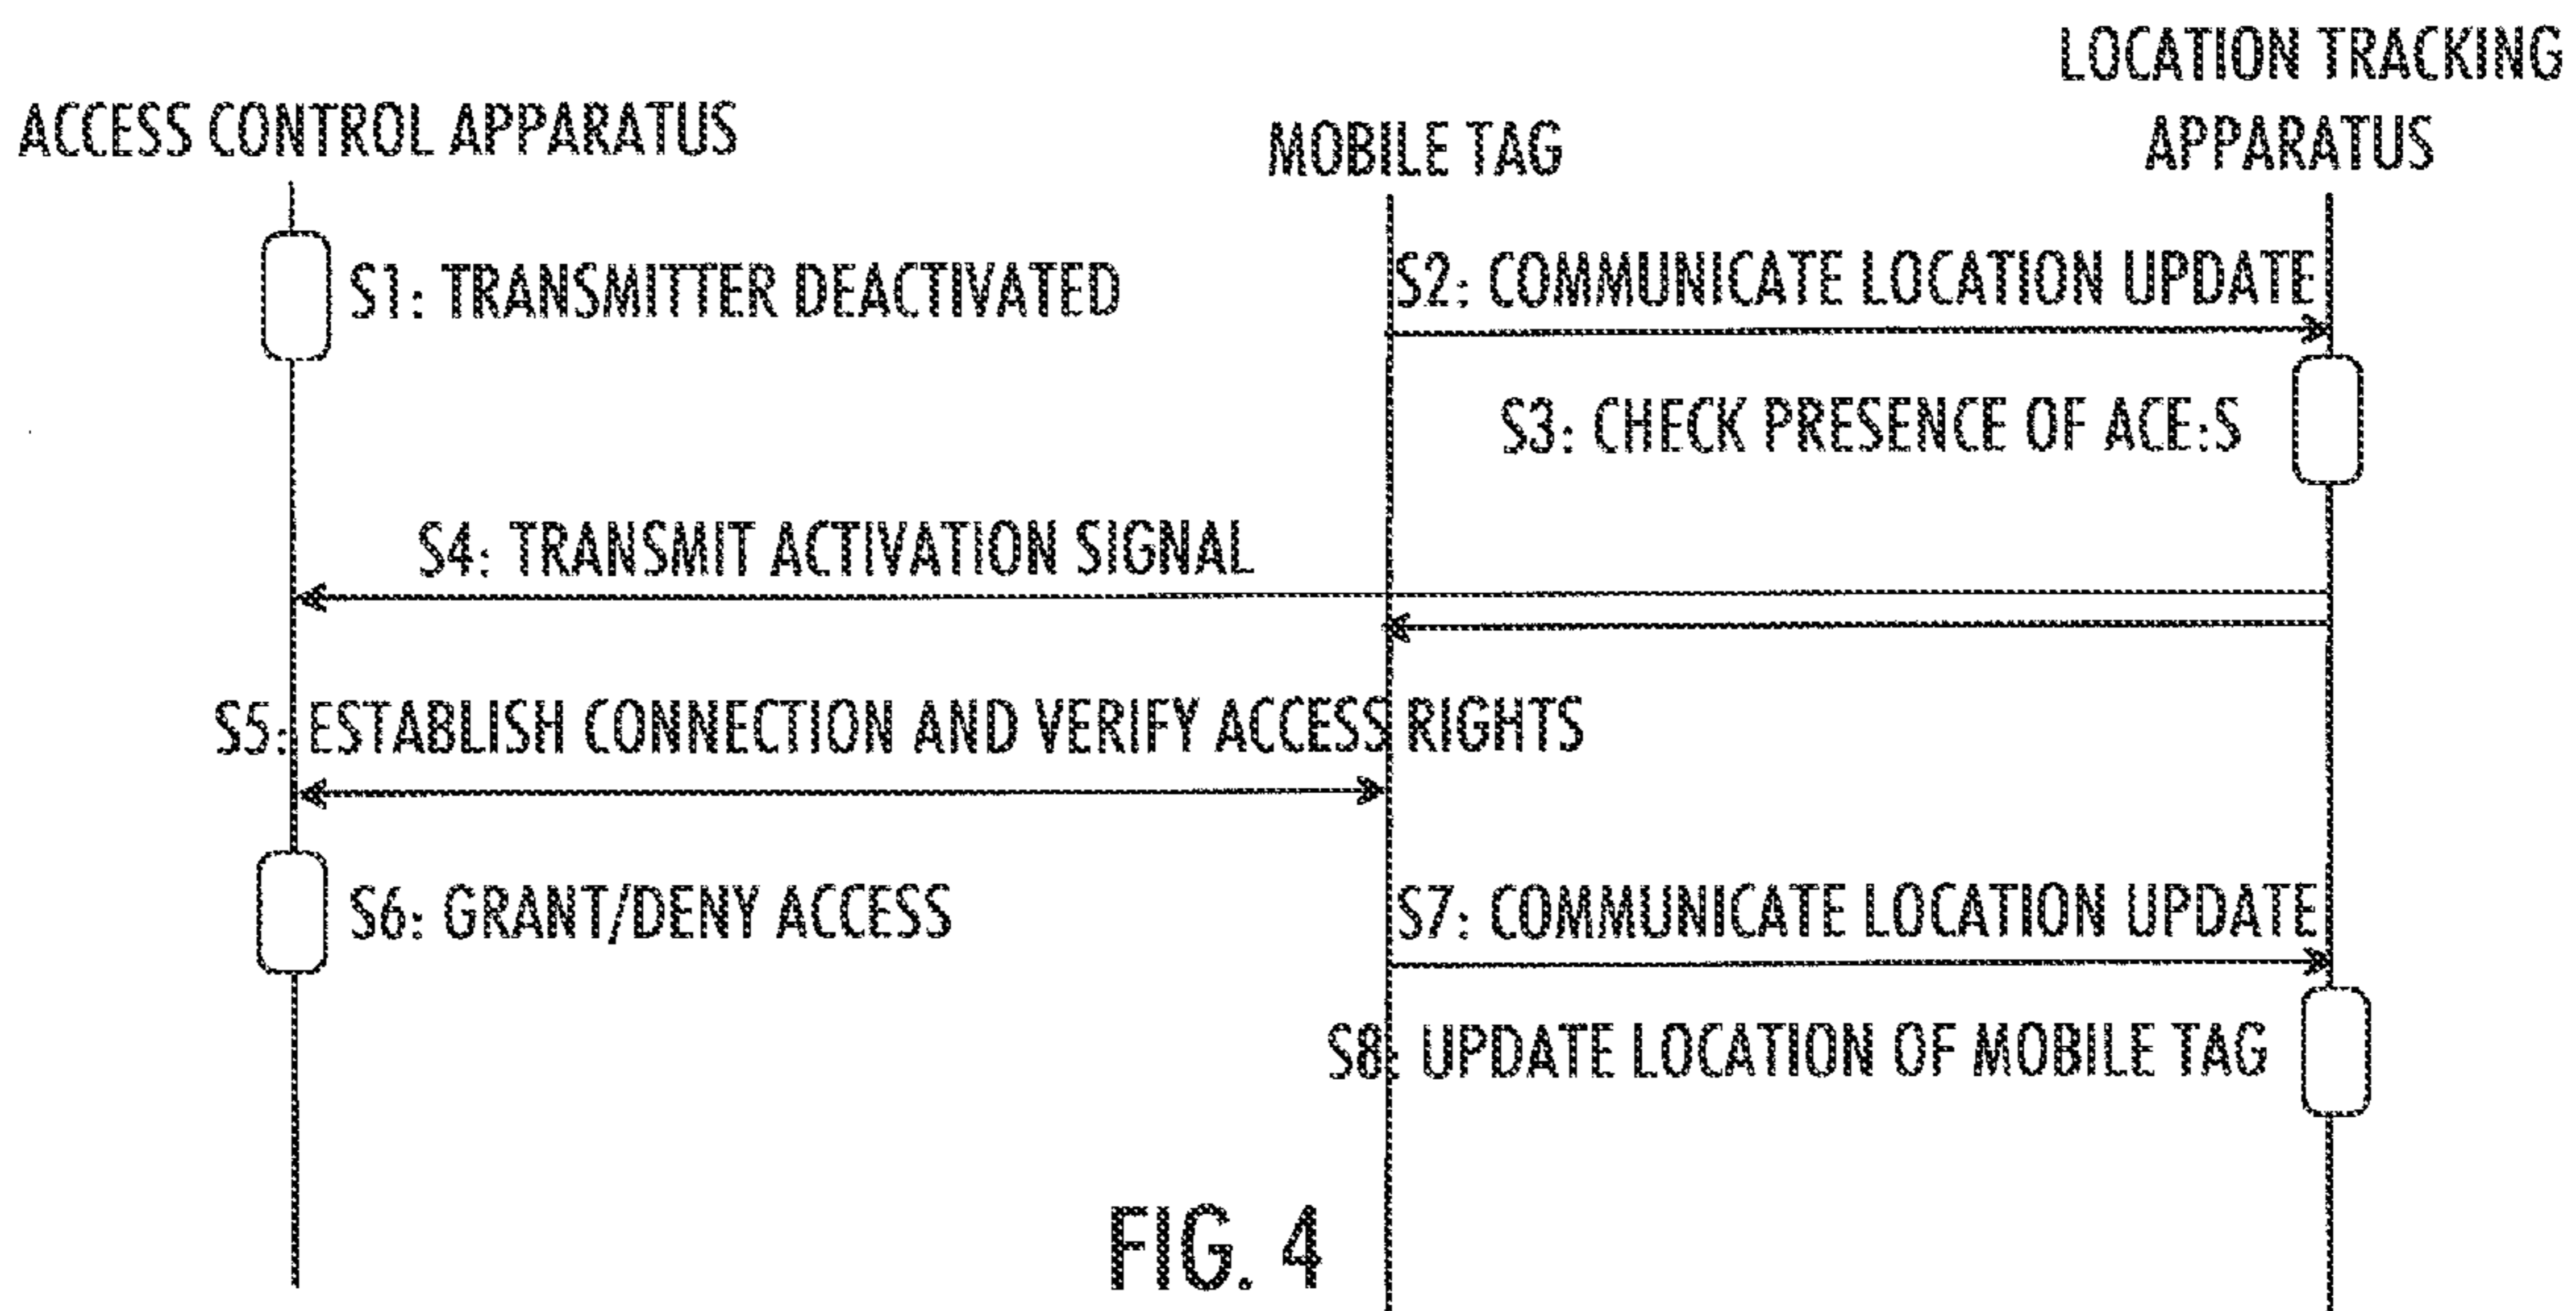 LOCATION TRACKING
APPARATUS
ACCESS CONTROL APPARATUS
MOBILE TAG
S1: TRANSMITTER DEACTIVATED
S2: COMMUNICATE LOCATION UPDATE
S3: CHECK PRESENCE OF ACE:S
S4: TRANSMIT ACTIVATION SIGNAL
S5: ESTABLISH CONNECTION AND VERIFY ACCESS RIGHTS
S6: GRANT/DENY ACCESS
S7: COMMUNICATE LOCATION UPDATE
S8: UPDATE LOCATION OF MOBILE TAG
FIG. 4